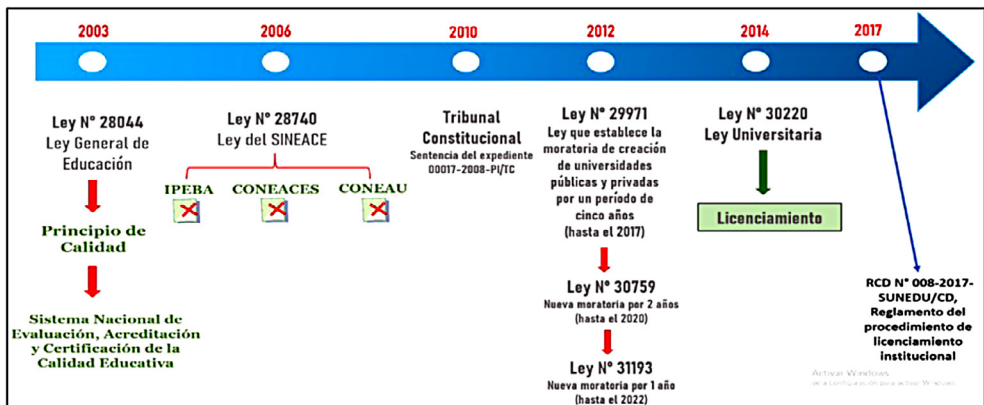 2003
2006
2010
2012
2014
2017
Ley N° 28044
Ley General de
Educación
Principio de
Calidad
Sistema Nacional de
Evaluación, Acreditación
y Certificación de la
Calidad Educativa
Ley N° 28740
Ley del SINEACE
IPEBA
CONEACES
CONEAU
Tribunal
Constitucional
Sentencia del expediente
00017-2008-PI/TC
Ley N° 29971
Ley que establece la
moratoria de creación
de universidades
públicas y privadas
por un período de
cinco años
(hasta el 2017)
Ley N° 30759
Nueva moratoria por 2 años
(hasta el 2020)
Ley N° 31193
Nueva moratoria por 1 año
(hasta el 2022)
Ley N° 30220
Ley Universitaria
Licenciamiento
RCD N° 008-2017-
SUNEDU/CD,
Reglamento del
procedimiento de
licenciamiento
institucional
Activar Windows
a Configuración para activar Windows.